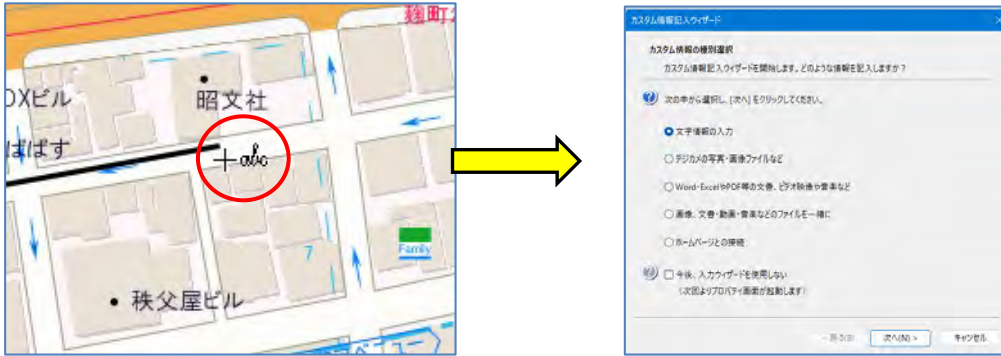 麹町
昭文社
OXビル
ばぱす
+abc
7
Family
秩父屋ビル
カスタム情報記入ウィザード
カスタム情報の種別選択
カスタム情報記入ウィザードを開始します。どのような情報を記入しますか?
次の中から選択し、[次へ]をクリックしてください。
文字情報の入力
デジカメの写真・画像ファイルなど
Word・ExcelやPDF等の文書、ビデオ映像や音楽など
画像、文書・動画・音楽などのファイルを一緒に
ホームページとの接続
今後、入力ウィザードを使用しない
(次回よりプロパティ画面が起動します)
< 戻る(B)
次へ(N) >
キャンセル